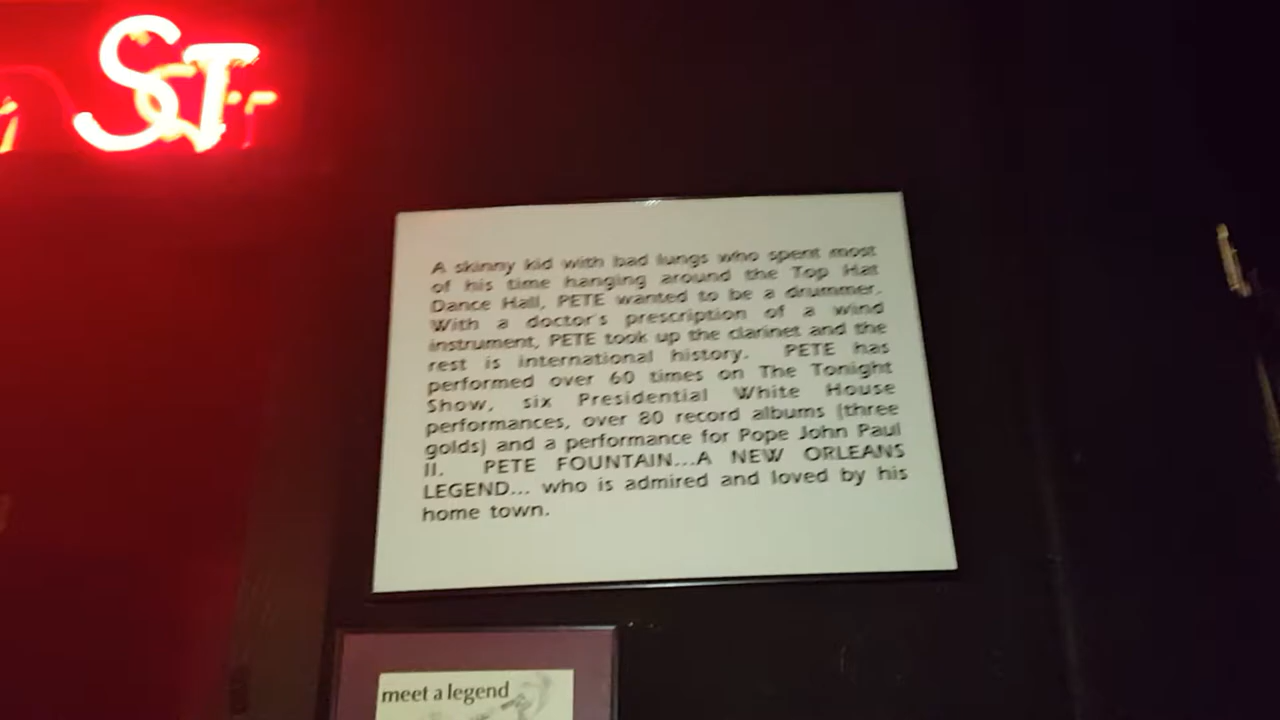 ST
A skinny kid with bad lungs who spent most
of his time hanging around the Top Hat
Dance Hall, PETE wanted to be a drummer.
With a doctor's prescription of a wind
instrument, PETE took up the clarinet and the
rest is international history. PETE has
performed over 60 times on The Tonight
Show, six Presidential White House
performances, over 80 record albums (three
golds) and a performance for Pope John Paul
II. PETE FOUNTAIN...A NEW ORLEANS
LEGEND... who is admired and loved by his
home town.
meet a legend